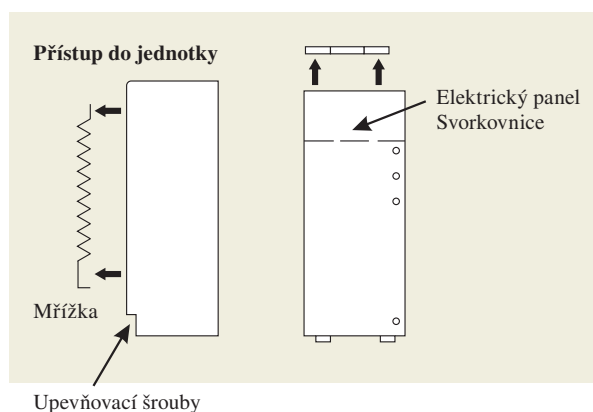 Přístup do jednotky
Elektrický panel
Svorkovnice
Mřížka
Upevňovací šrouby